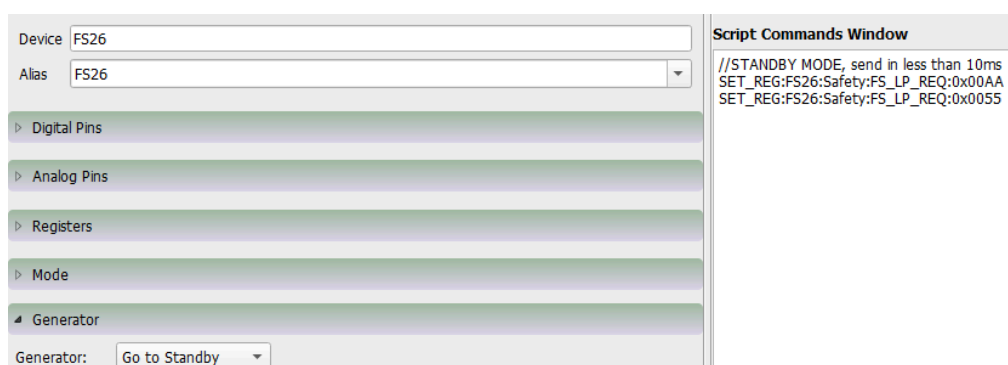 Device FS26
Alias FS26
Digital Pins
Analog Pins
Registers
Mode
Generator
Generator: Go to Standby
Script Commands Window
//STANDBY MODE, send in less than 10ms
SET_REG:FS26:Safety:FS_LP_REQ:0x00AA
SET_REG:FS26:Safety:FS_LP_REQ:0x0055